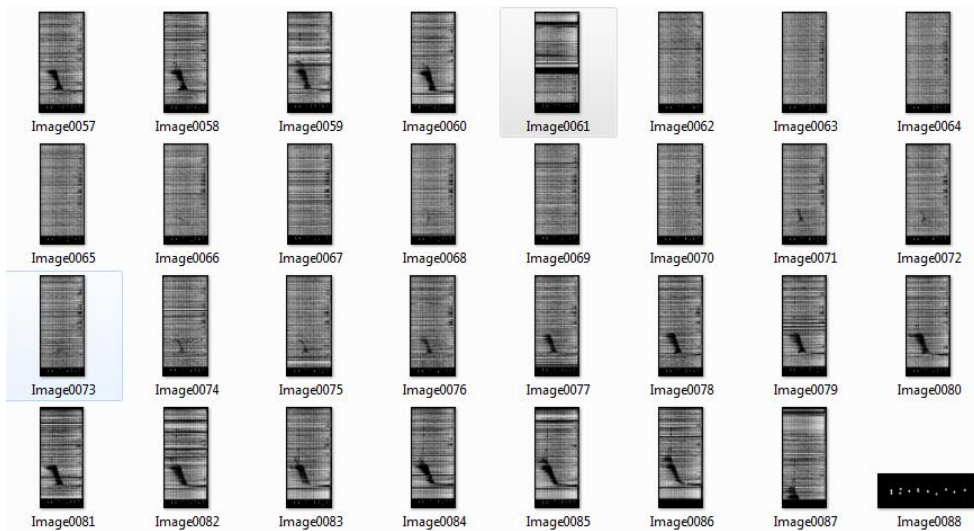 Image0057 Image0058 Image0059 Image0060 Image0061 Image0062 Image0063 Image0064
Image0065 Image0066 Image0067 Image0068 Image0069 Image0070 Image0071 Image0072
Image0073 Image0074 Image0075 Image0076 Image0077 Image0078 Image0079 Image0080
Image0081 Image0082 Image0083 Image0084 Image0085 Image0086 Image0087 Image0088